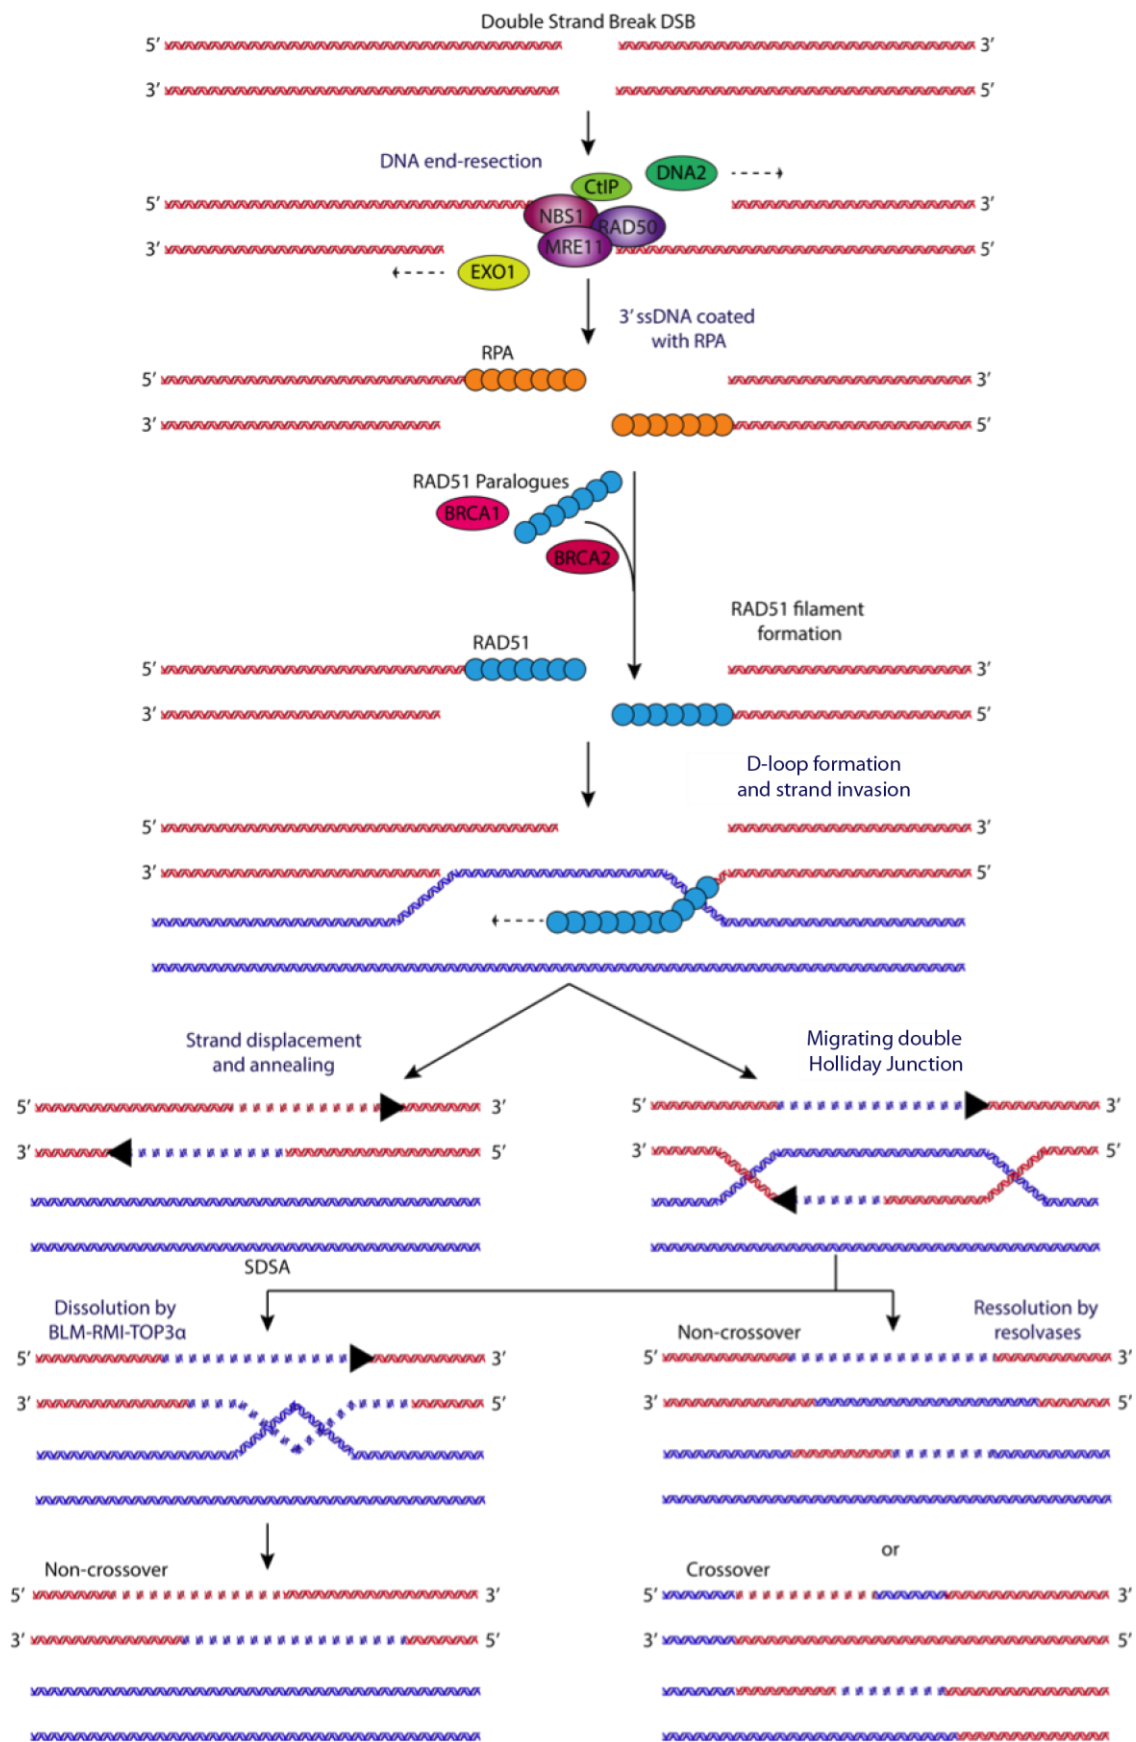 Double Strand Break DSB
5′ 3′
3′ 5′
DNA end-resection
CtIP
DNA2
5′ 3′
NBS1
RAD50
MRE11
3′ 5′
EXO1
3′ssDNA coated
with RPA
RPA
5′ 3′
3′ 5′
RAD51 Paralogues
BRCA1
BRCA2
RAD51 filament
formation
RAD51
5′ 3′
3′ 5′
D-loop formation
and strand invasion
5′ 3′
3′ 5′
Strand displacement
and annealing
5′ 3′
3′ 5′
SDSA
Migrating double
Holliday Junction
5′ 3′
3′ 5′
Dissolution by
BLM-RMI-TOP3α
5′ 3′
3′ 5′
Non-crossover
5′ 3′
3′ 5′
Ressolution by
resolvases
Non-crossover
5′ 3′
3′ 5′
or
Crossover
5′ 3′
3′ 5′